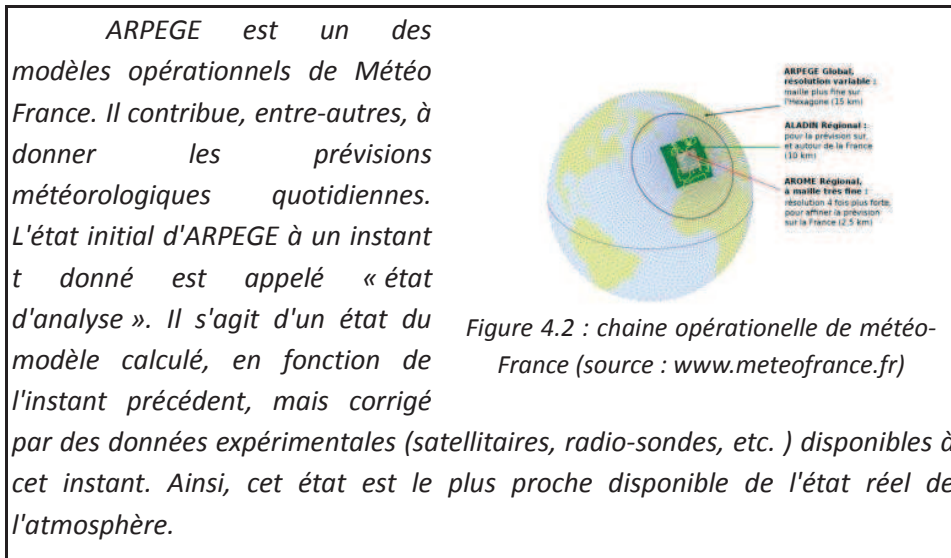 ARPEGE est un des
modèles opérationnels de Météo
France. Il contribue, entre-autres, à
donner les prévisions
météorologiques quotidiennes.
L'état initial d'ARPEGE à un instant
t donné est appelé « état
d'analyse ». Il s'agit d'un état du
modèle calculé, en fonction de
l'instant précédent, mais corrigé
par des données expérimentales (satellitaires, radio-sondes, etc. ) disponibles à
cet instant. Ainsi, cet état est le plus proche disponible de l'état réel de
l'atmosphère.
ARPEGE Global,
résolution variable :
maille plus fine sur
l'Hexagone (15 km)
ALADIN Régional :
pour la prévision sur
et autour de la France
(10 km)
AROME Régional,
à maille très fine :
résolution 4 fois plus forte,
pour affiner la prévision
sur la France (2.5 km)
Figure 4.2 : chaine opérationelle de météo-
France (source : www.meteofrance.fr)